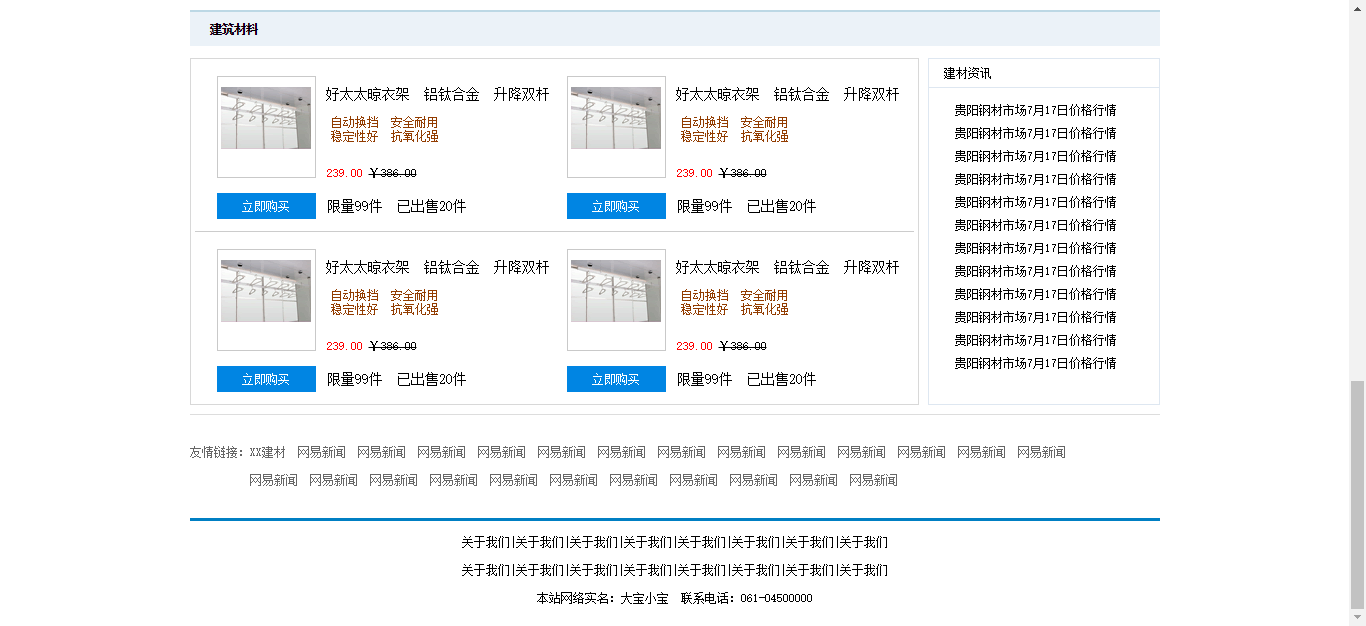 建筑材料
好太太晾衣架 铝钛合金 升降双杆
自动换挡 安全耐用
稳定性好 抗氧化强
239.00 ￥386.00
立即购买 限量99件 已出售20件
好太太晾衣架 铝钛合金 升降双杆
自动换挡 安全耐用
稳定性好 抗氧化强
239.00 ￥386.00
立即购买 限量99件 已出售20件
好太太晾衣架 铝钛合金 升降双杆
自动换挡 安全耐用
稳定性好 抗氧化强
239.00 ￥386.00
立即购买 限量99件 已出售20件
好太太晾衣架 铝钛合金 升降双杆
自动换挡 安全耐用
稳定性好 抗氧化强
239.00 ￥386.00
立即购买 限量99件 已出售20件
建材资讯
贵阳钢材市场7月17日价格行情
贵阳钢材市场7月17日价格行情
贵阳钢材市场7月17日价格行情
贵阳钢材市场7月17日价格行情
贵阳钢材市场7月17日价格行情
贵阳钢材市场7月17日价格行情
贵阳钢材市场7月17日价格行情
贵阳钢材市场7月17日价格行情
贵阳钢材市场7月17日价格行情
贵阳钢材市场7月17日价格行情
贵阳钢材市场7月17日价格行情
贵阳钢材市场7月17日价格行情
友情链接：XX建材 网易新闻 网易新闻 网易新闻 网易新闻 网易新闻 网易新闻 网易新闻 网易新闻 网易新闻 网易新闻 网易新闻 网易新闻 网易新闻
网易新闻 网易新闻 网易新闻 网易新闻 网易新闻 网易新闻 网易新闻 网易新闻 网易新闻 网易新闻 网易新闻
关于我们|关于我们|关于我们|关于我们|关于我们|关于我们|关于我们|关于我们
关于我们|关于我们|关于我们|关于我们|关于我们|关于我们|关于我们|关于我们
本站网络实名：大宝小宝 联系电话：061-04500000